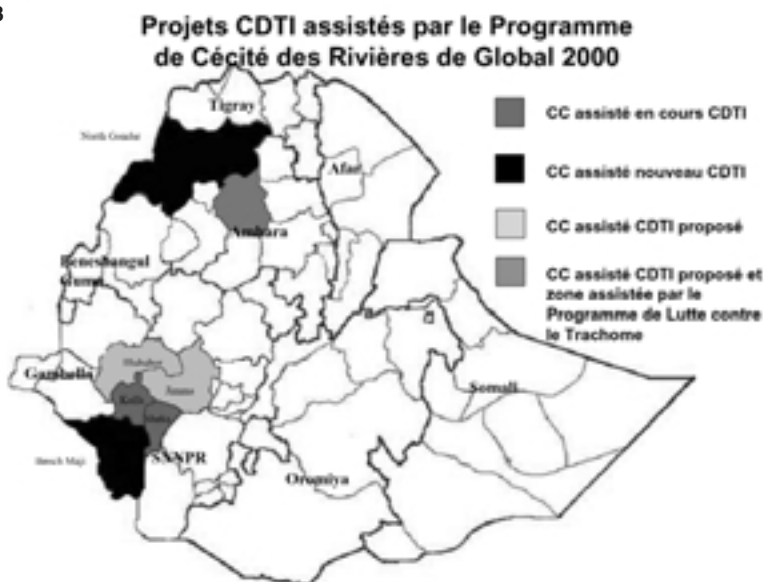 Projets CDTI assistés par le Programme
de Cécité des Rivières de Global 2000
Tigray
North Gondar
CC assisté en cours CDTI
CC assisté nouveau CDTI
Afar
CC assisté CDTI proposé
Amhara
CC assisté CDTI proposé et
zone assistée par le
Programme de Lutte contre
le Trachome
Beneshangul
Gumuz
Gambella
Illubabor
Jimma
Somali
Bench Maji
SNNPR
Oromiya